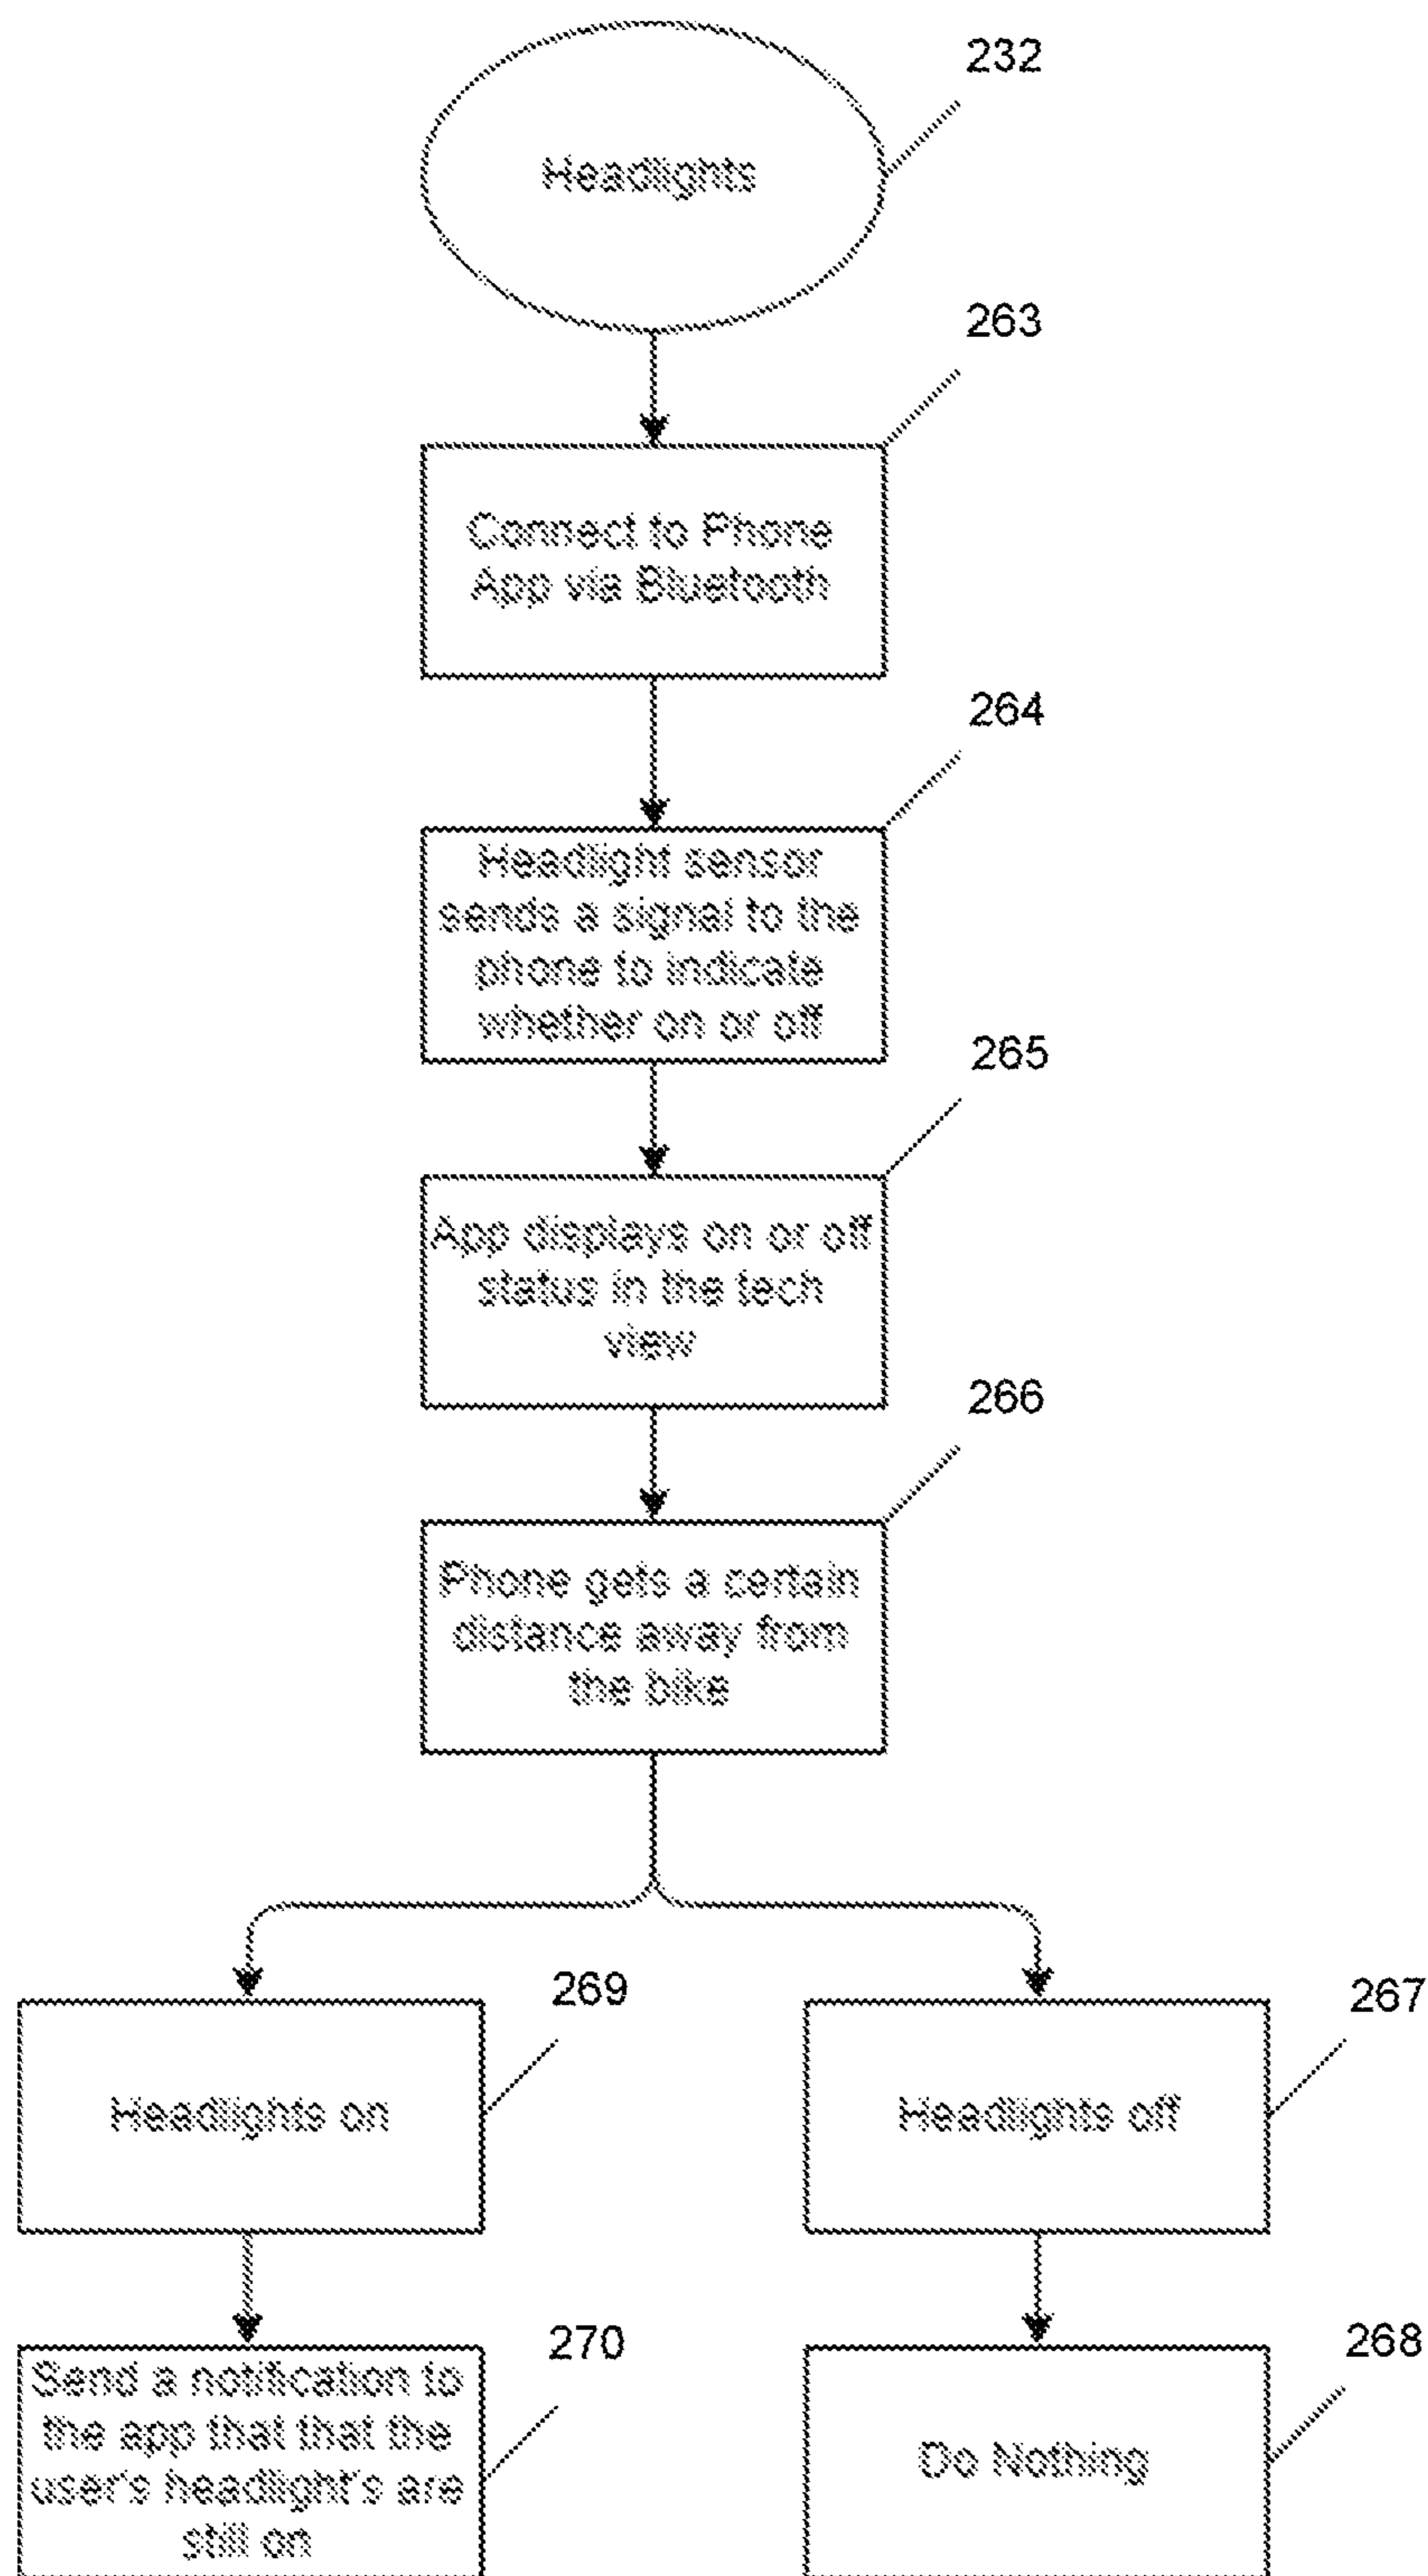 232
Headlights
263
Connect to Phone
App via Bluetooth
264
Headlight sensor
sends a signal to the
phone to indicate
whether on or off
265
App displays on or off
status in the tech
view
266
Phone gets a certain
distance away from
the bike
269
Headlights on
267
Headlights off
270
Send a notification to
the app that that the
user's headlight's are
still on
268
Do Nothing